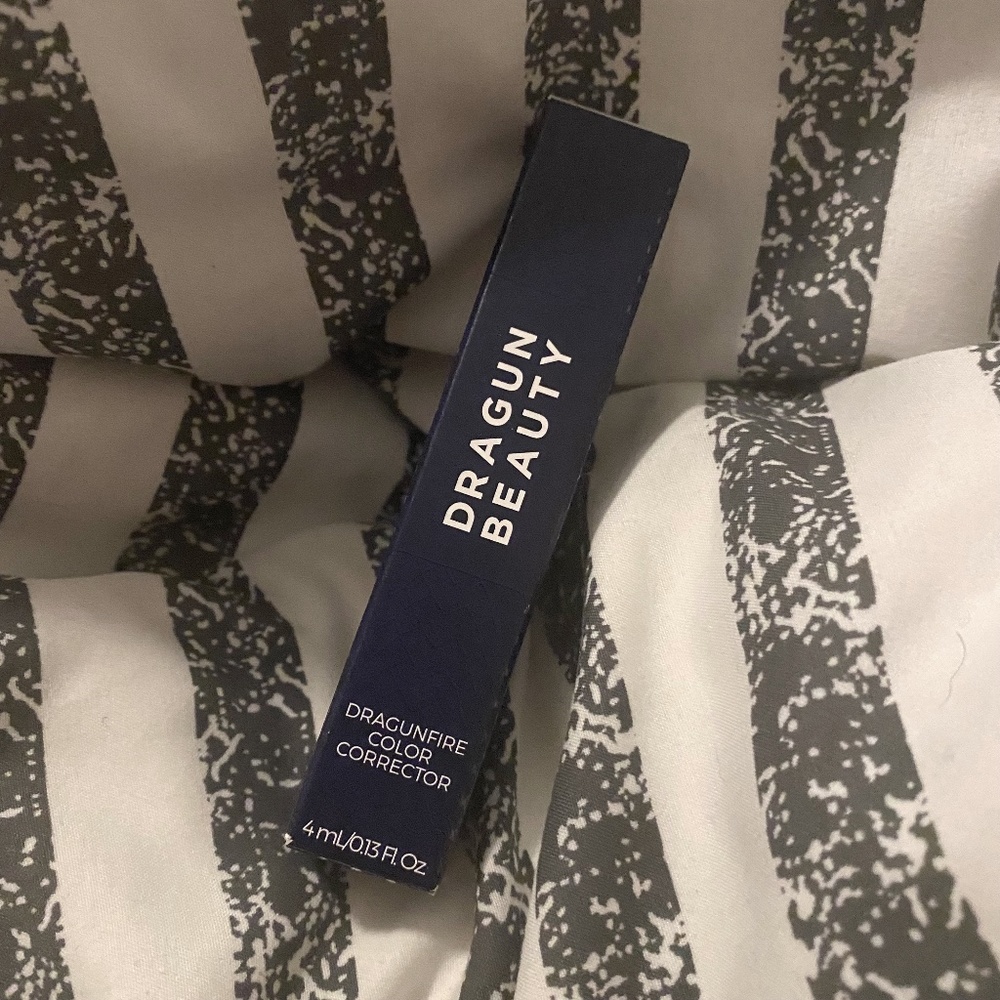 DRAGUN
BEAUTY
DRAGUNFIRE
COLOR
CORRECTOR
4 mL/0.13 Fl. Oz